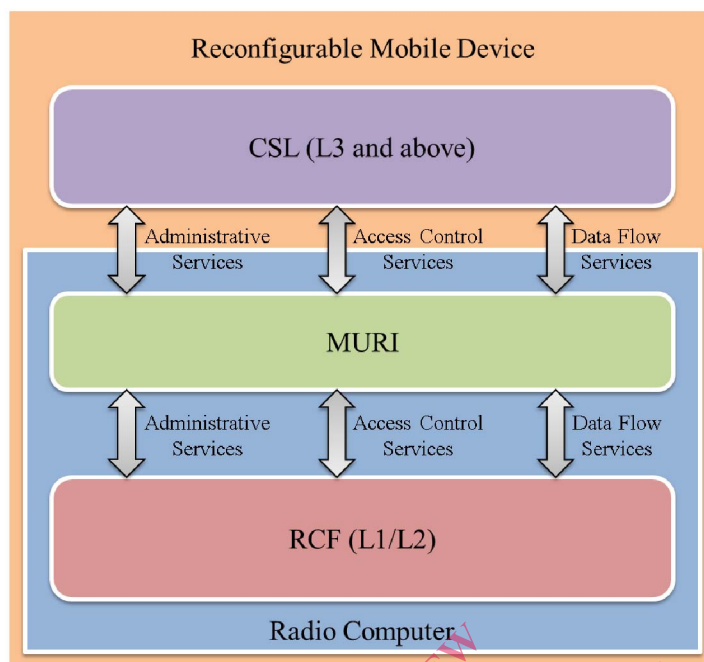 Reconfigurable Mobile Device
CSL (L3 and above)
Administrative Services
Access Control Services
Data Flow Services
MURI
Administrative Services
Access Control Services
Data Flow Services
RCF (L1/L2)
Radio Computer